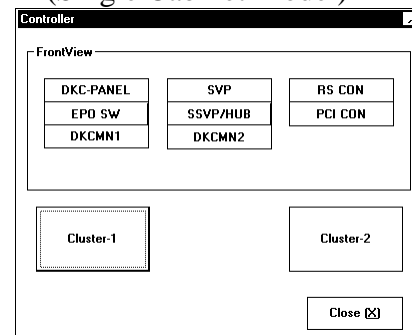 Controller
FrontView
DKC-PANEL SVP RS CON
EPO SW SSVP/HUB PCI CON
DKCMN1 DKCMN2
Cluster-1 Cluster-2
Close (X)